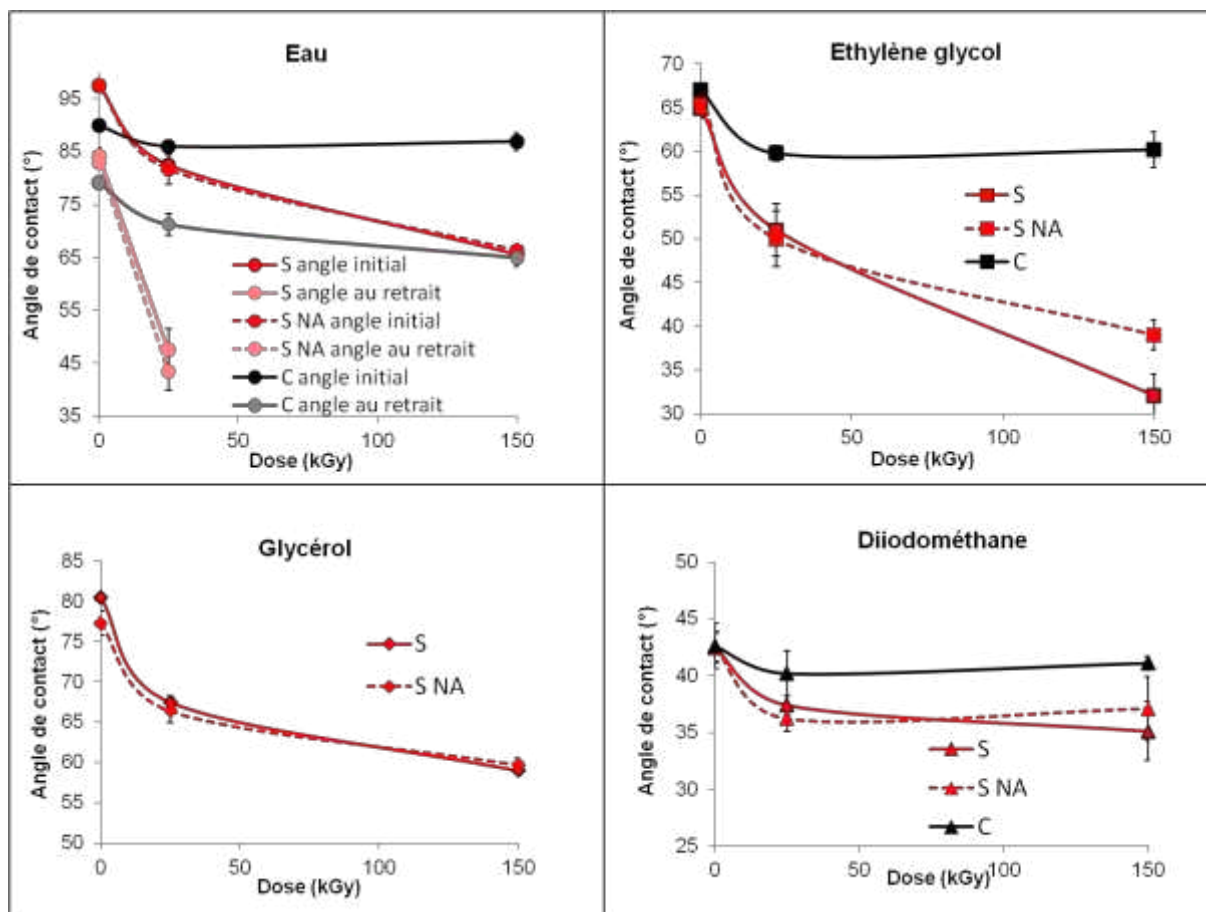 Eau
Angle de contact (°)
95
85
75
65
55
45
35
S angle initial
S angle au retrait
S NA angle initial
S NA angle au retrait
C angle initial
C angle au retrait
0
50
100
150
Dose (kGy)
Ethylène glycol
Angle de contact (°)
70
65
60
55
50
45
40
35
30
S
S NA
C
0
50
100
150
Dose (kGy)
Glycérol
Angle de contact (°)
85
80
75
70
65
60
55
50
S
S NA
0
50
100
150
Dose (kGy)
Diiodométhane
Angle de contact (°)
50
45
40
35
30
25
S
S NA
C
0
50
100
150
Dose (kGy)